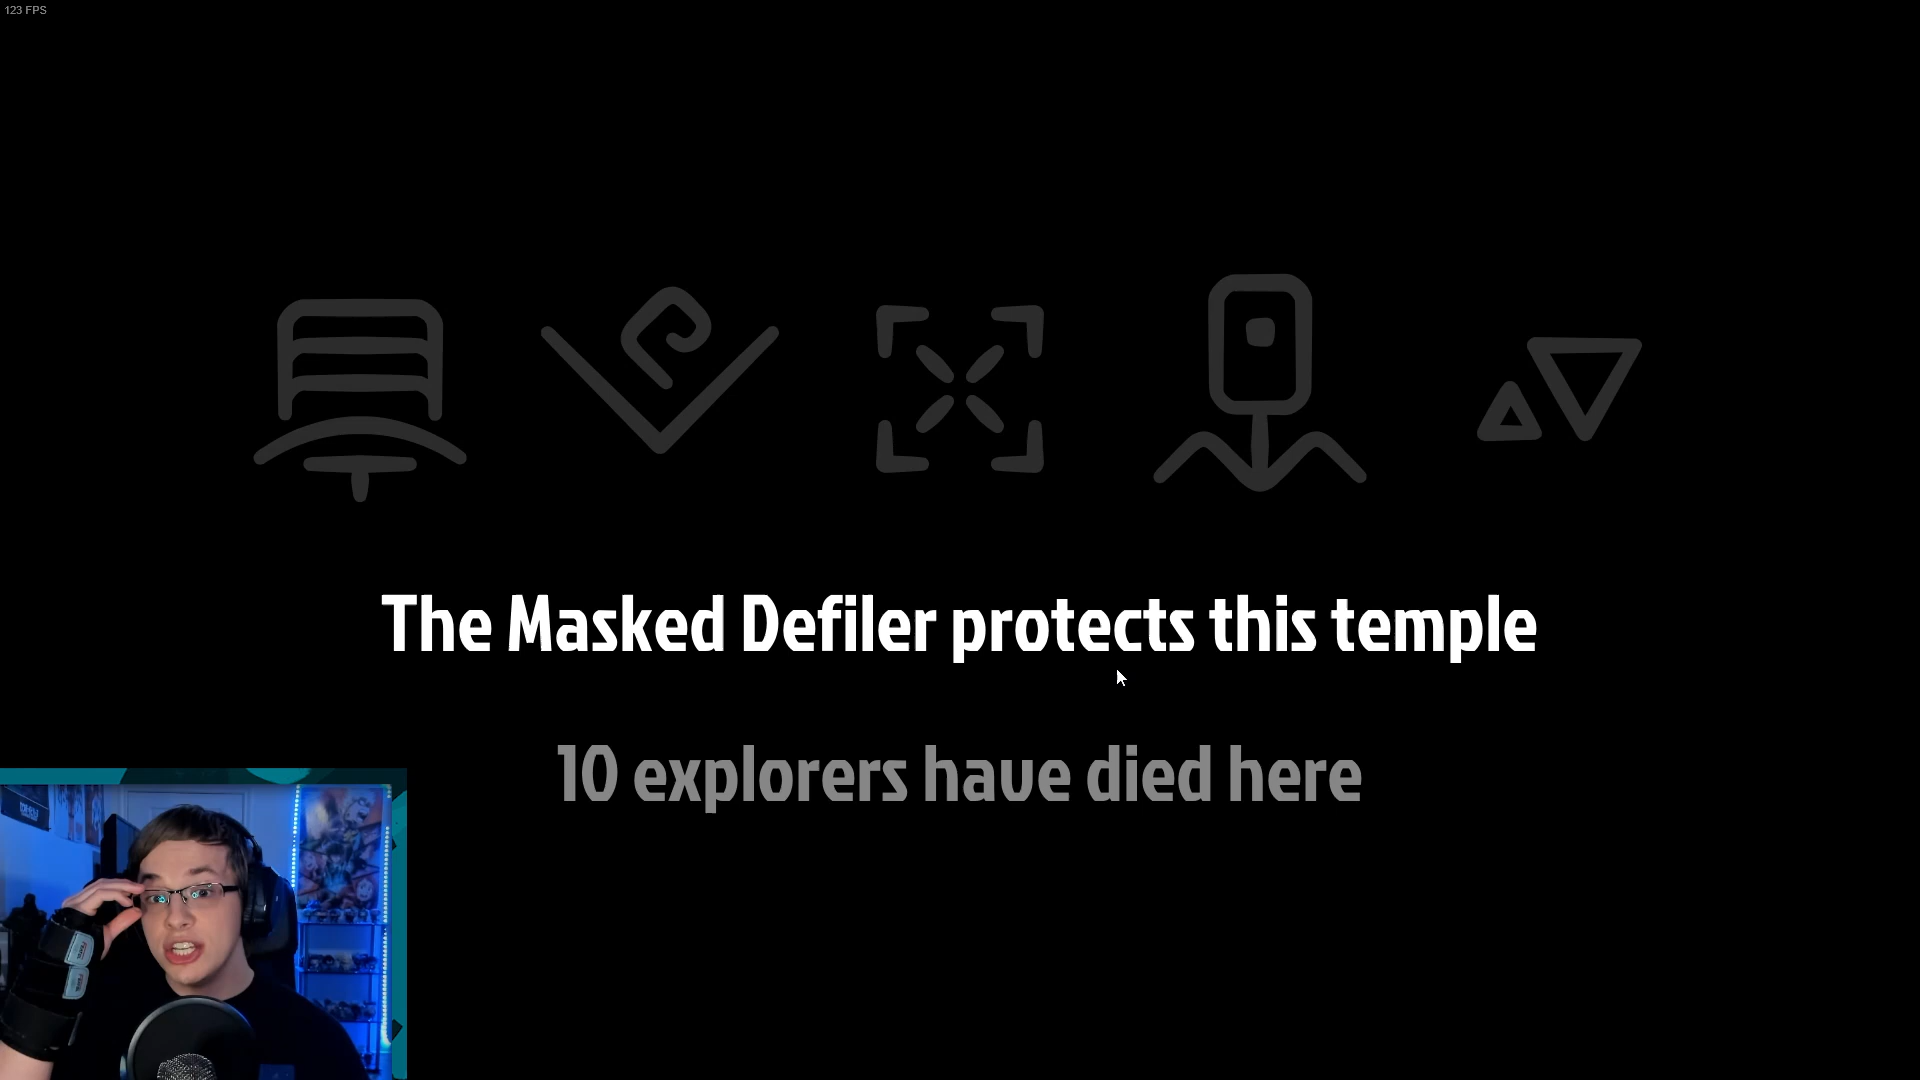 123 FPS
The Masked Defiler protects this temple
10 explorers have died here